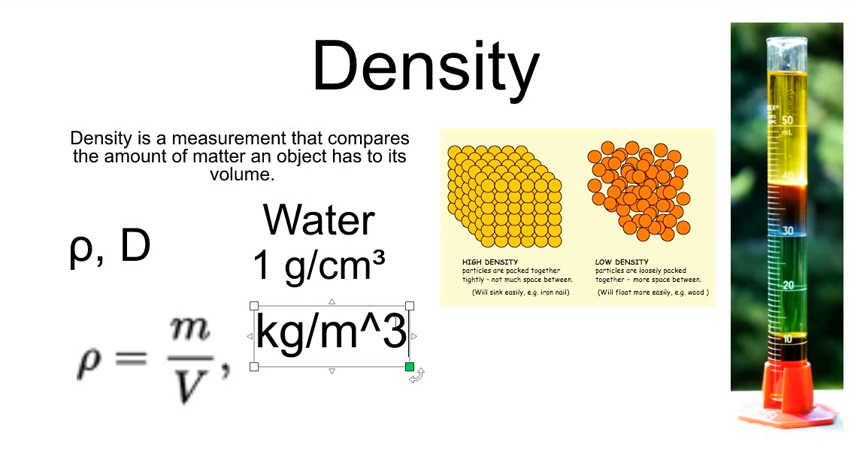 Density
Density is a measurement that compares
the amount of matter an object has to its
volume.
ρ, D
Water
1 g/cm³
kg/m^3
ρ = m/V,
HIGH DENSITY
particles are packed together
tightly - not much space between.
(Will sink easily, e.g. iron nail)
LOW DENSITY
particles are loosely packed
together - more space between.
(Will float more easily, e.g. wood )
50
mL
40
30
20
10